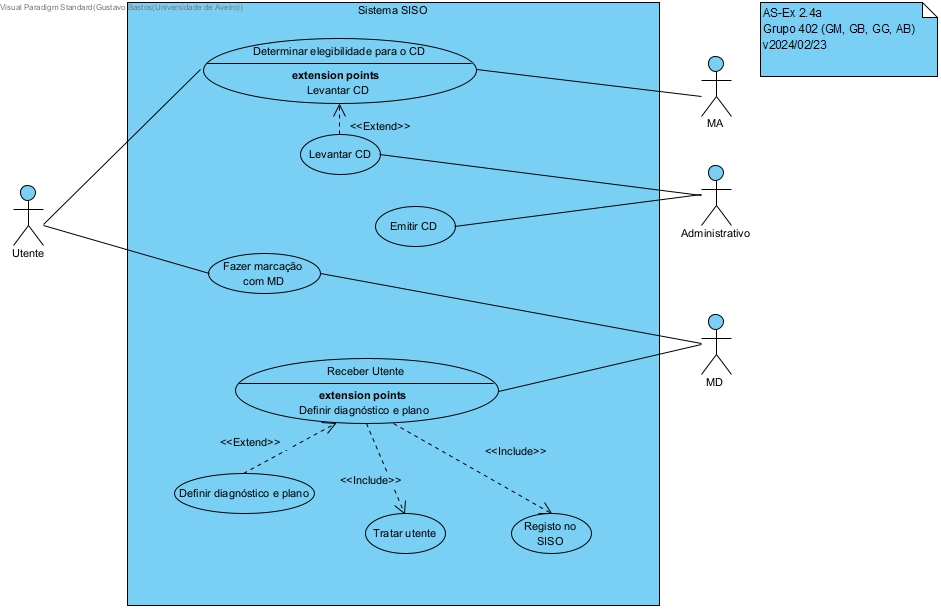 Visual Paradigm Standard(Gustavo Bastos(Universidade de Aveiro))
Sistema SISO
AS-Ex 2.4a
Grupo 402 (GM, GB, GG, AB)
v2024/02/23
Determinar elegibilidade para o CD
extension points
Levantar CD
MA
<<Extend>>
Levantar CD
Emitir CD
Administrativo
Utente
Fazer marcação
com MD
MD
Receber Utente
extension points
Definir diagnóstico e plano
<<Extend>>
<<Include>>
<<Include>>
Definir diagnóstico e plano
Tratar utente
Registo no
SISO